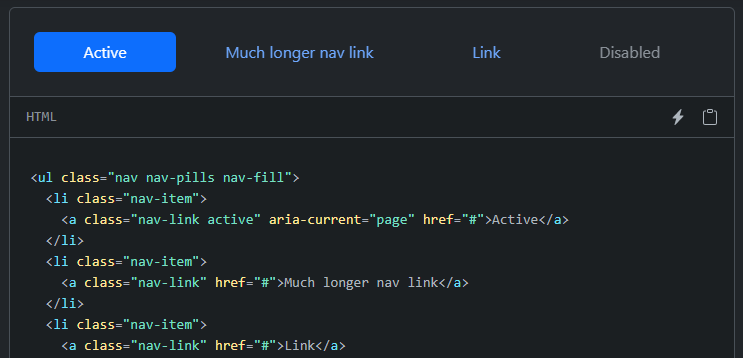 Active Much longer nav link Link Disabled
HTML
<ul class="nav nav-pills nav-fill">
  <li class="nav-item">
    <a class="nav-link active" aria-current="page" href="#">Active</a>
  </li>
  <li class="nav-item">
    <a class="nav-link" href="#">Much longer nav link</a>
  </li>
  <li class="nav-item">
    <a class="nav-link" href="#">Link</a>